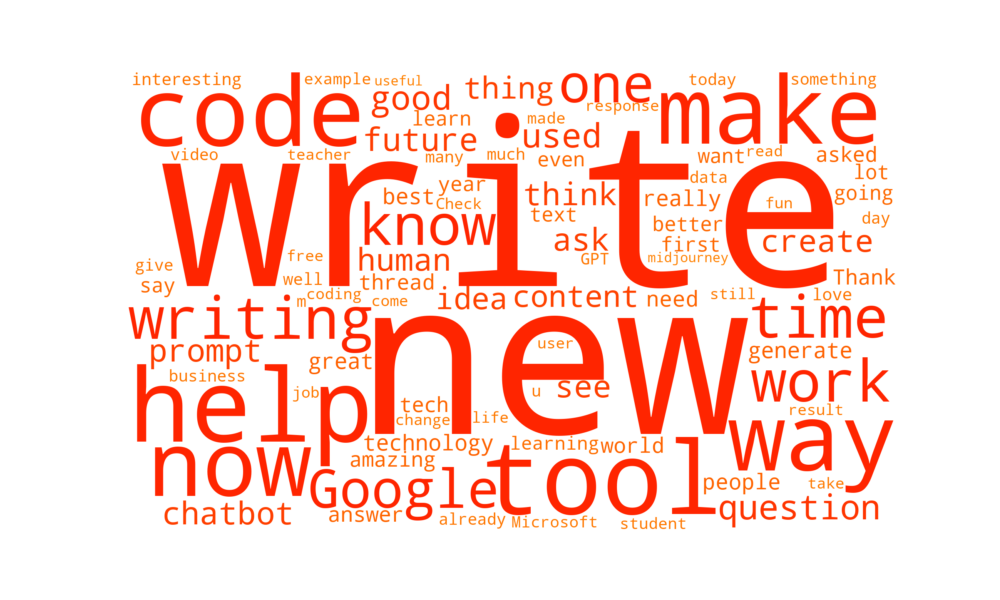 interesting example useful thing one today something
code good learn response make
future made used
video teacher many much even want read asked
write
best year Check think text data really fun lot going
know ask GPT better first midjourney create day
give say free well human thread Thank
m coding come idea content need still love
writing new time
prompt great user generate
business job u see work
help tech change life result
technology learning world way
now amazing Google tool people take
chatbot answer already Microsoft student question